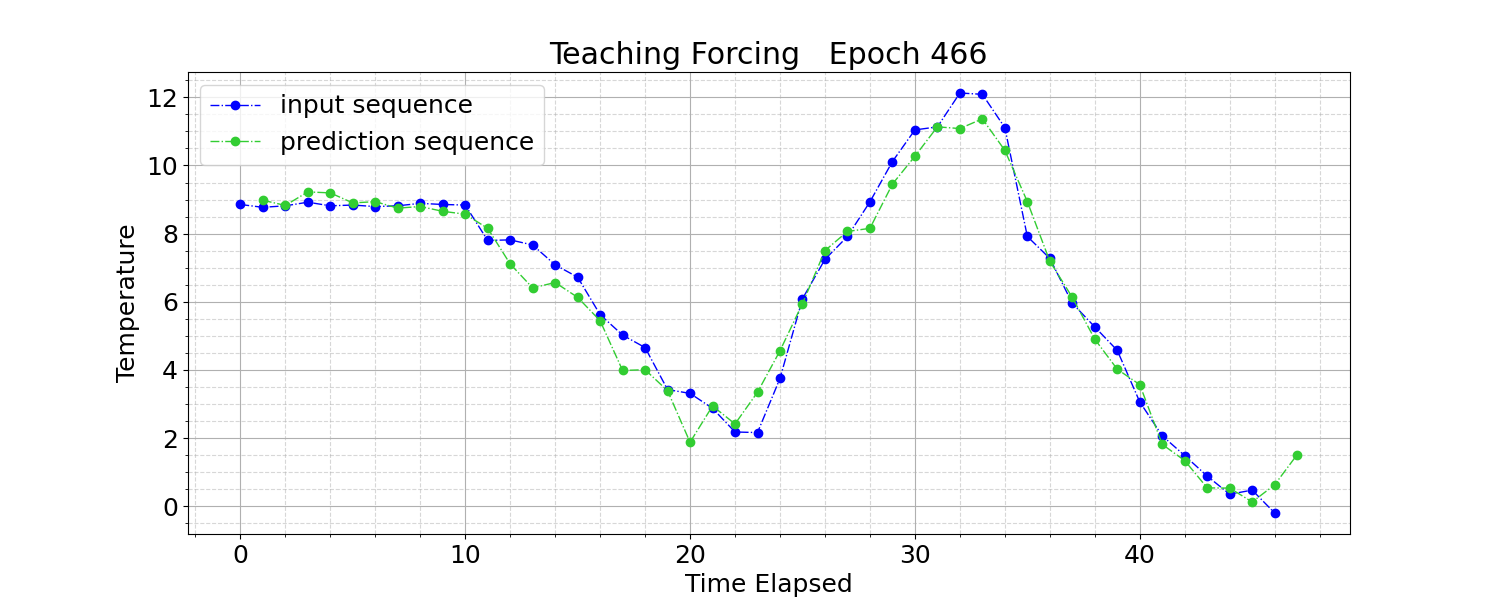 Teaching Forcing   Epoch 466
input sequence
prediction sequence
12
10
8
6
4
2
0
Temperature
0 10 20 30 40
Time Elapsed